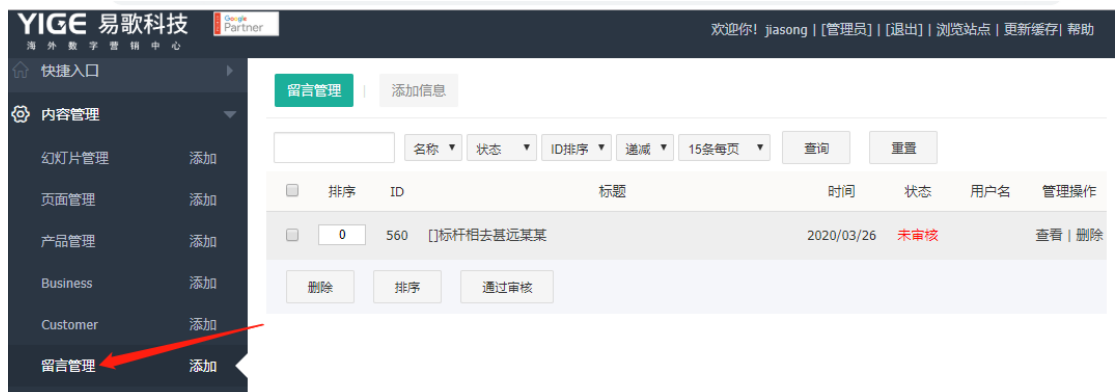 YIGE 易歌科技
海外数字营销中心
Google Partner
欢迎你！jiasong | [管理员] | [退出] | 浏览站点 | 更新缓存| 帮助
快捷入口
内容管理
幻灯片管理 添加
页面管理 添加
产品管理 添加
Business 添加
Customer 添加
留言管理 添加
留言管理 | 添加信息
名称 状态 ID排序 递减 15条每页 查询 重置
排序 ID 标题 时间 状态 用户名 管理操作
0 560 []标杆相去甚远某某 2020/03/26 未审核 查看 | 删除
删除 排序 通过审核